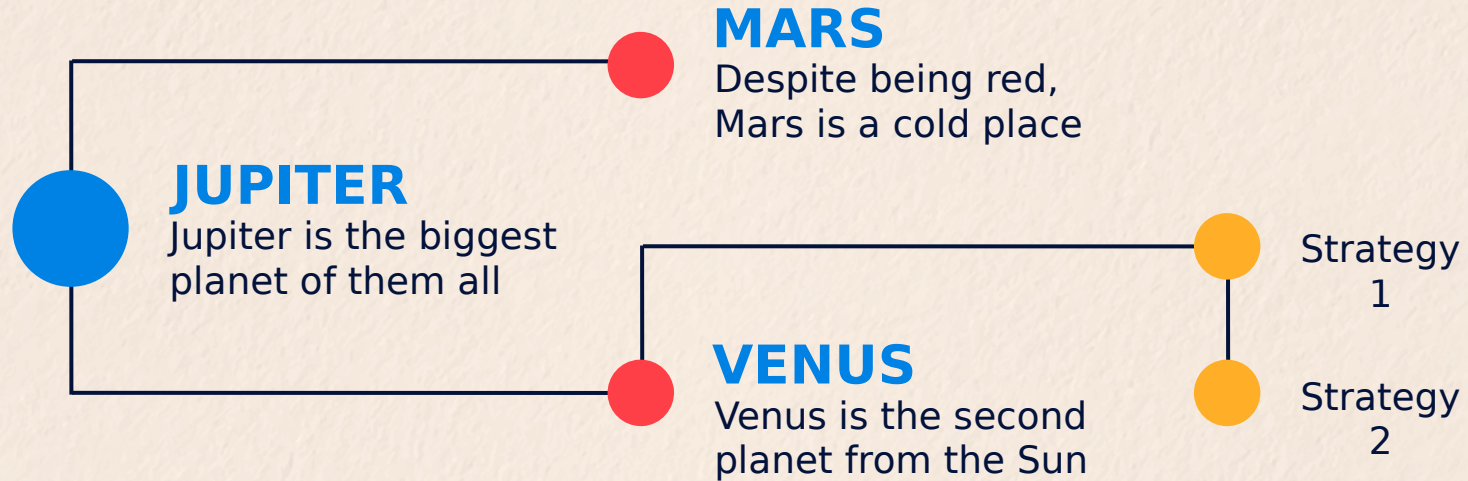 MARS
Despite being red,
Mars is a cold place
JUPITER
Jupiter is the biggest
planet of them all
Strategy
1
VENUS
Venus is the second
planet from the Sun
Strategy
2